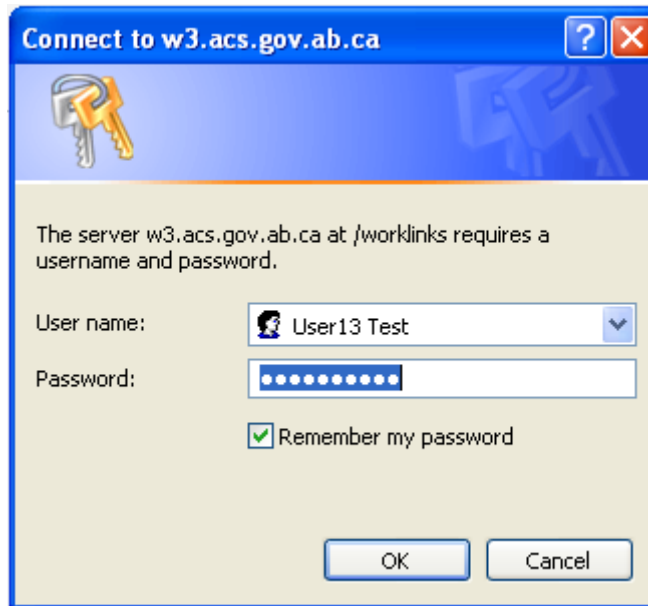 Connect to w3.acs.gov.ab.ca
?
The server w3.acs.gov.ab.ca at /worklinks requires a
username and password.
User name:
User13 Test
Password:
●●●●●●●●●●
Remember my password
OK
Cancel